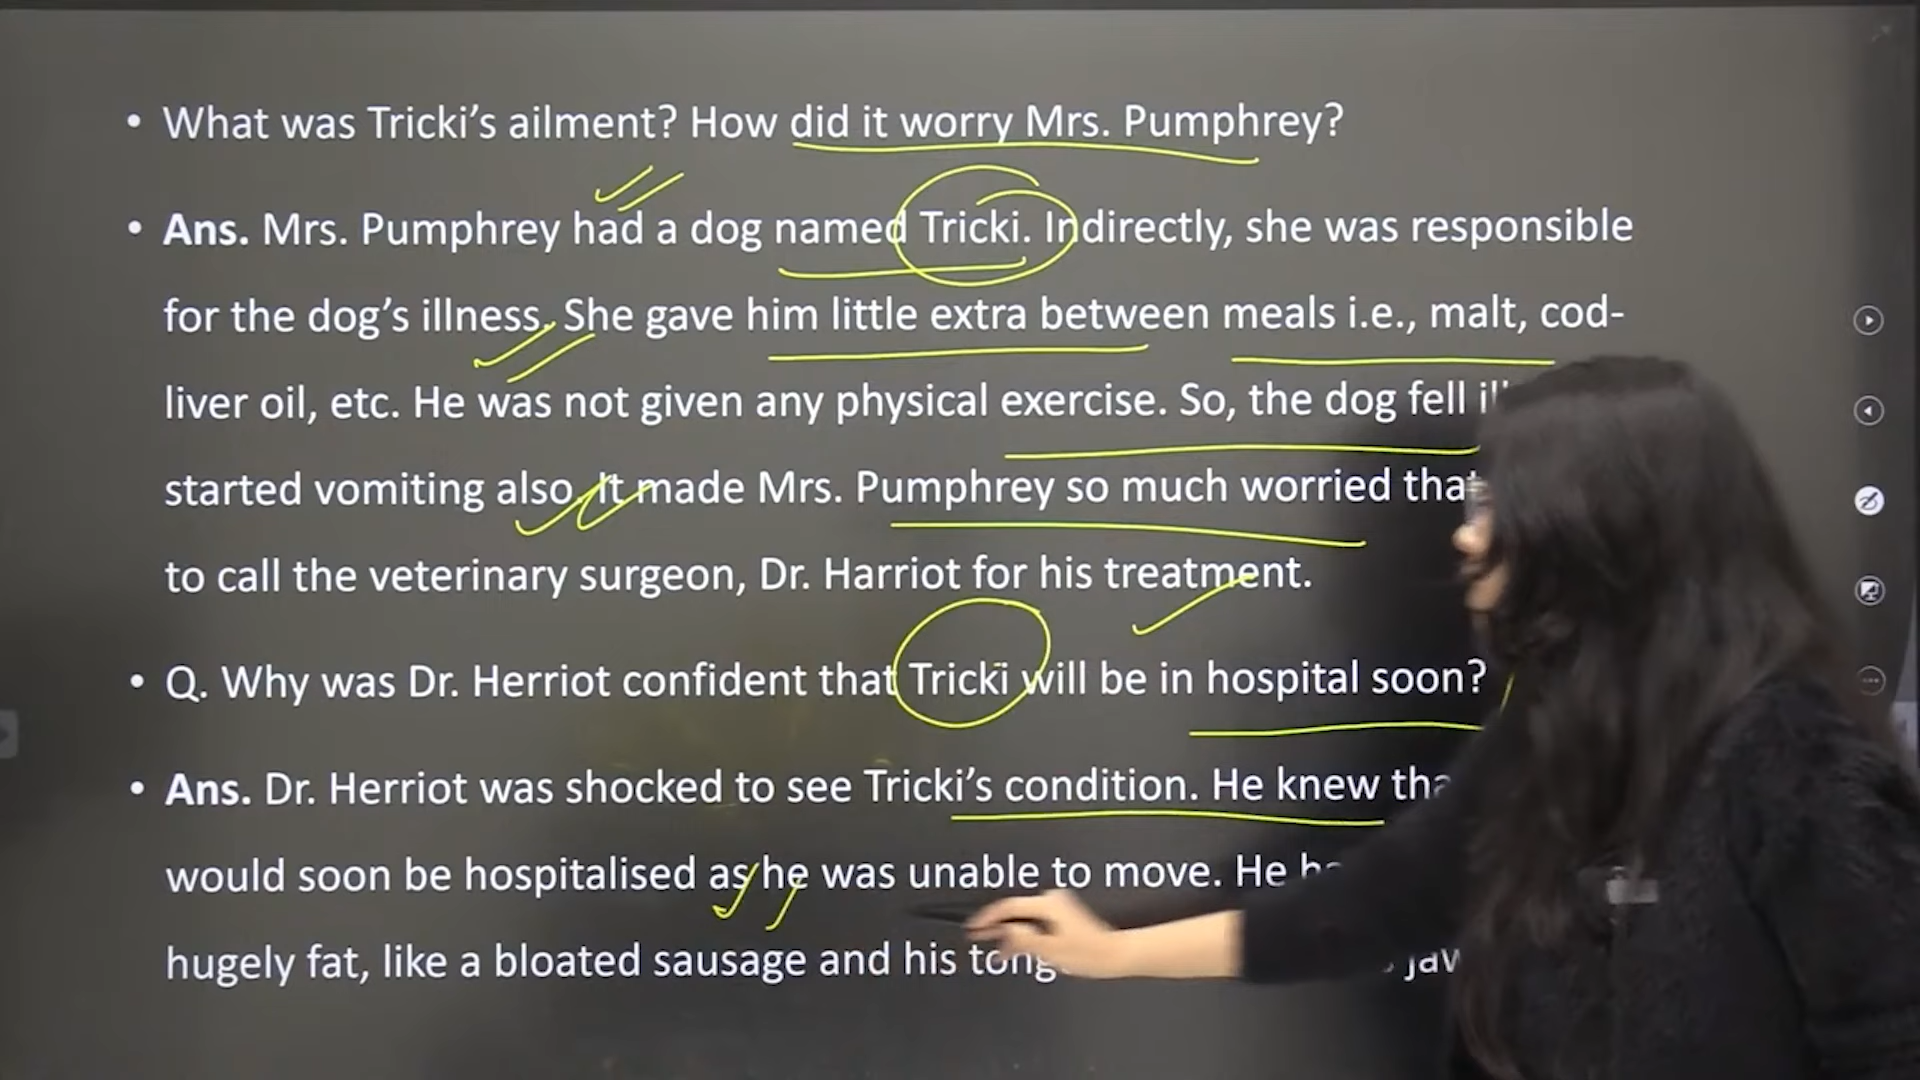 • What was Tricki’s ailment? How did it worry Mrs. Pumphrey?
• Ans. Mrs. Pumphrey had a dog named Tricki. Indirectly, she was responsible
for the dog’s illness. She gave him little extra between meals i.e., malt, cod-
liver oil, etc. He was not given any physical exercise. So, the dog fell
started vomiting also. It made Mrs. Pumphrey so much worried that
to call the veterinary surgeon, Dr. Harriot for his treatment.
• Q. Why was Dr. Herriot confident that Tricki will be in hospital soon?
• Ans. Dr. Herriot was shocked to see Tricki’s condition. He knew
would soon be hospitalised as he was unable to move. He
hugely fat, like a bloated sausage and his